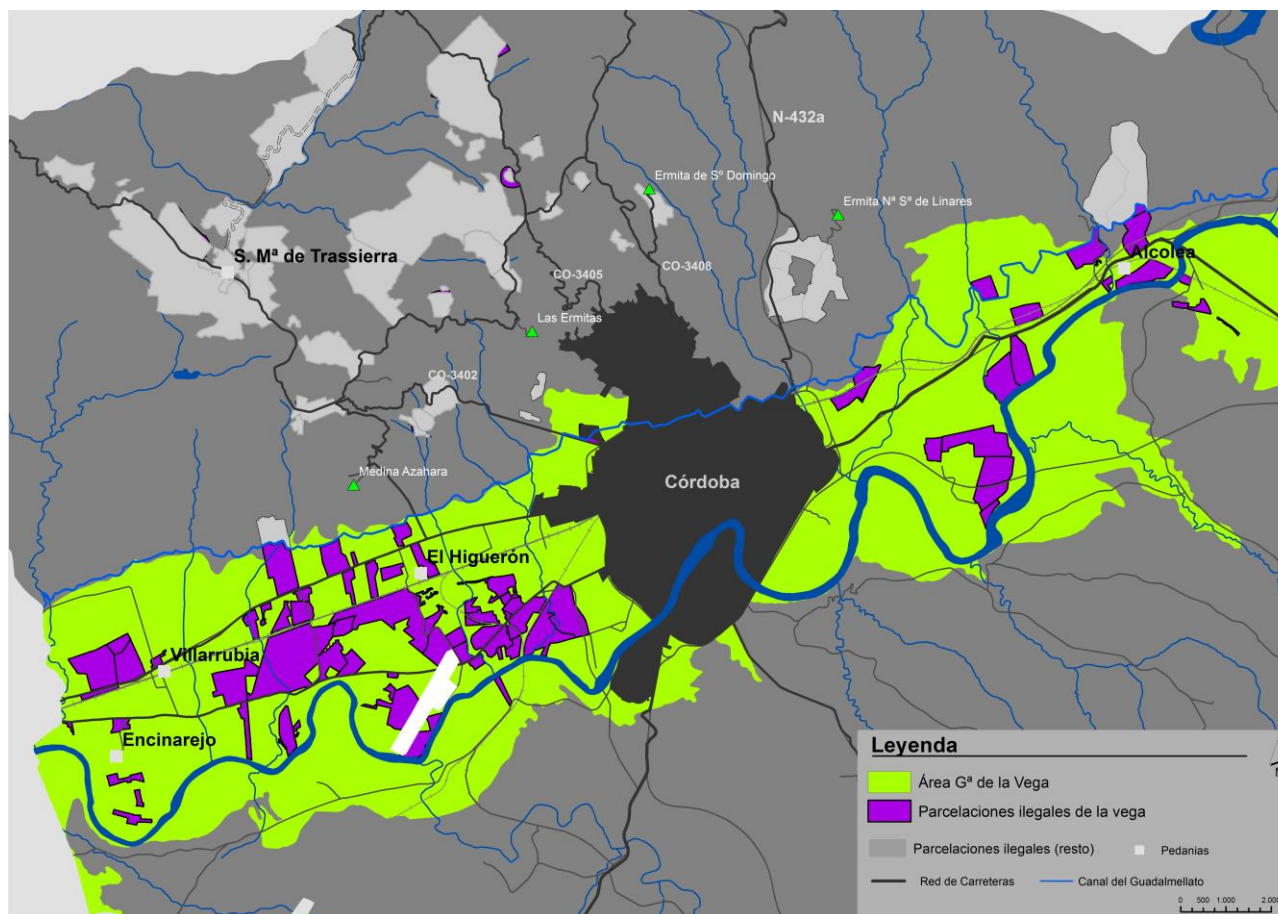 N-432a
Ermita de Sº Domingo
Ermita Nª Sª de Linares
S. Mª de Trassierra
Alcolea
CO-3405
CO-3408
Las Ermitas
CO-3402
Medina Azahara
Córdoba
El Higuerón
Villarrubia
Encinarejo
Leyenda
Área Gª de la Vega
Parcelaciones ilegales de la vega
Parcelaciones ilegales (resto)
Pedanias
Red de Carreteras
Canal del Guadalmellato
0 500 1.000 2.000